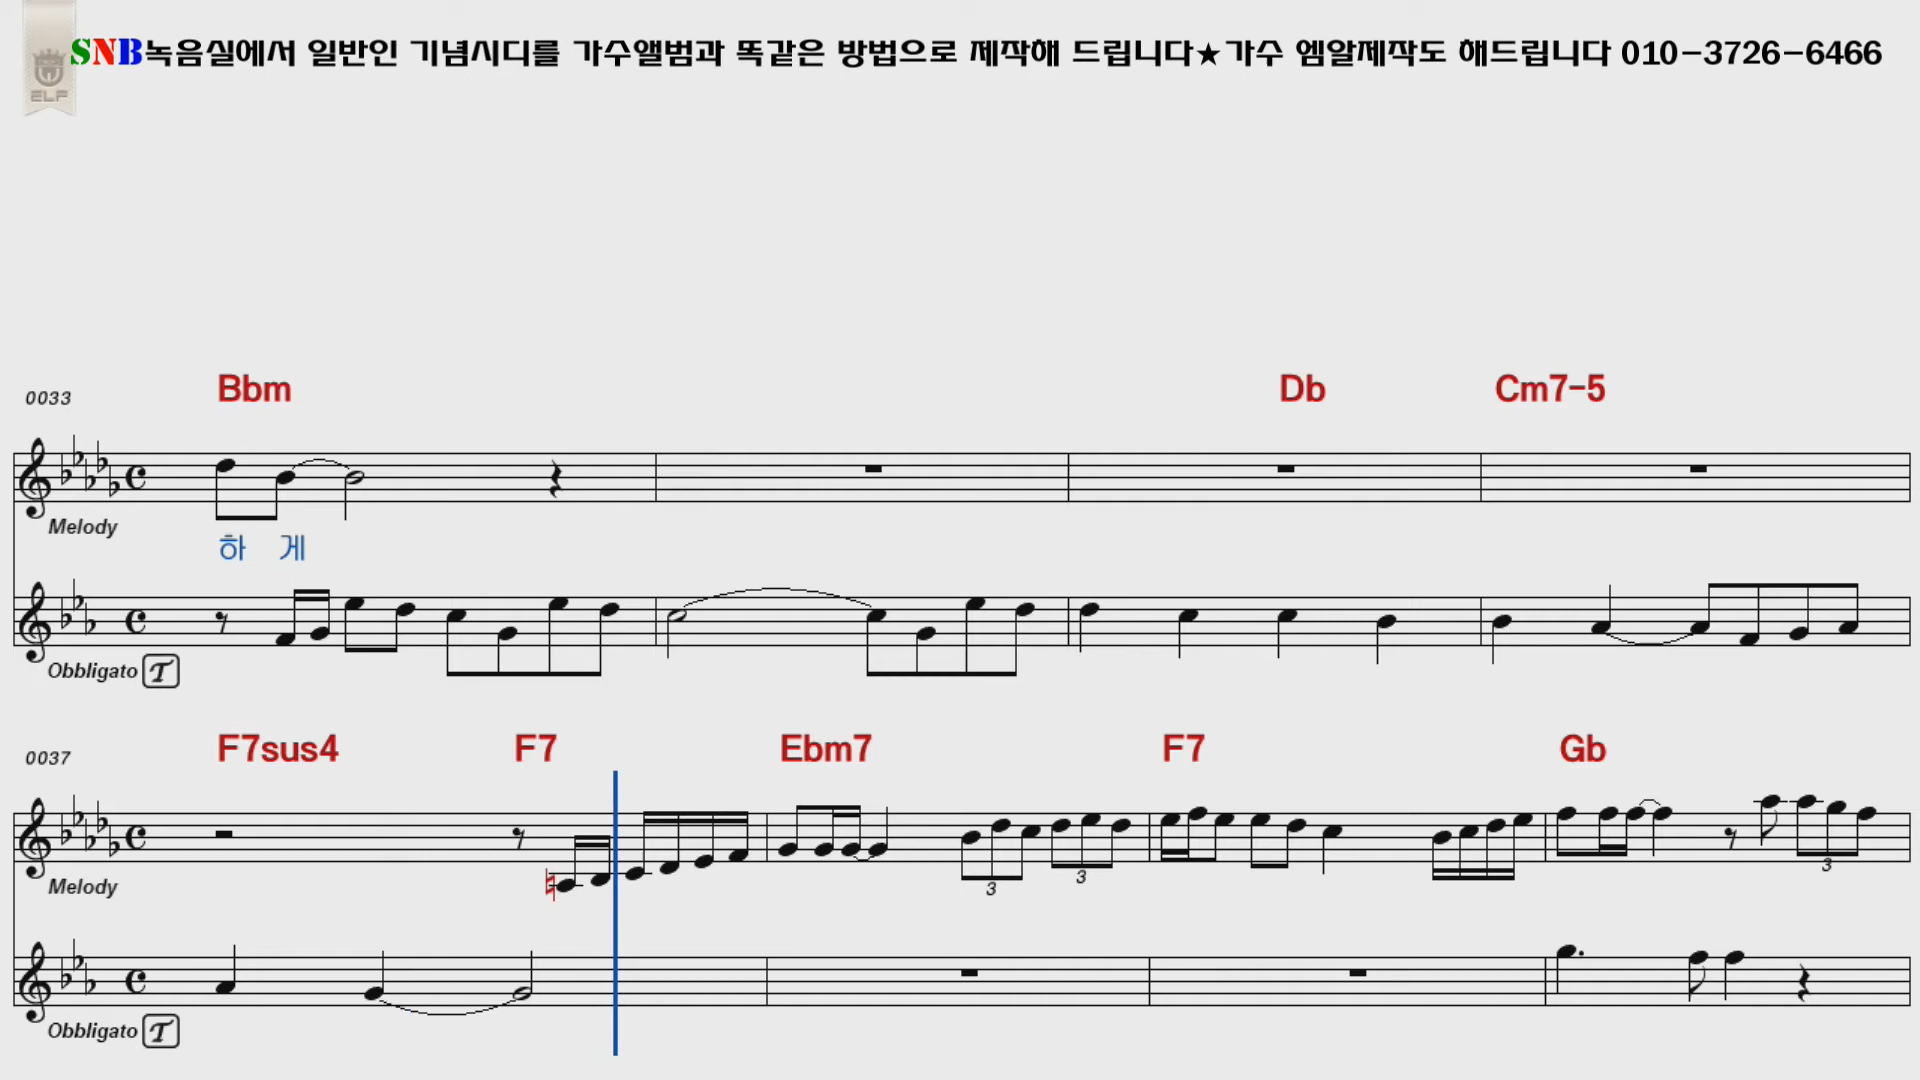 SNB녹음실에서 일반인 기념시디를 가수앨범과 똑같은 방법으로 제작해 드립니다★가수 엠알제작도 해드립니다 010-3726-6466
ELF
0033 Bbm Db Cm7-5
Melody
하 게
Obbligato T
0037 F7sus4 F7 Ebm7 F7 Gb
3 3 3
Melody
Obbligato T